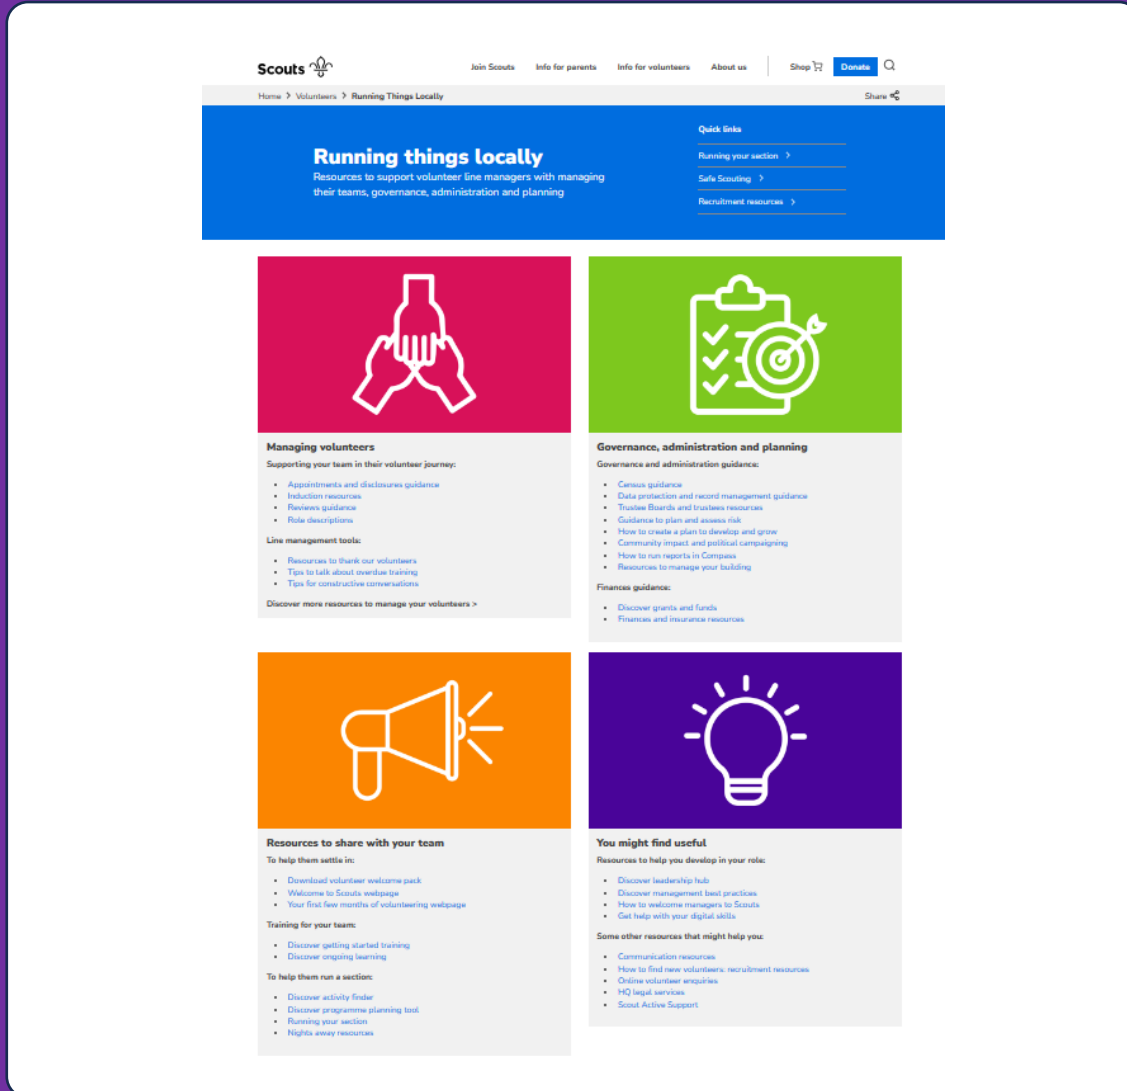 Scouts
Join Scouts Info for parents Info for volunteers About us Shop Donate
Home > Volunteers > Running Things Locally Share
Running things locally
Resources to support volunteer line managers with managing
their teams, governance, administration and planning
Quick links
Running your section >
Safe Scouting >
Recruitment resources >
Managing volunteers
Supporting your team in their volunteer journey:
• Appointments and disclosures guidance
• Induction resources
• Reviews guidance
• Role descriptions
Line management tools:
• Resources to thank our volunteers
• Tips to talk about overdue training
• Tips for constructive conversations
Discover more resources to manage your volunteers >
Governance, administration and planning
Governance and administration guidance:
• Census guidance
• Data protection and record management guidance
• Trustee Boards and trustees resources
• Guidance to plan and assess risk
• How to create a plan to develop and grow
• Community impact and political campaigning
• How to run reports in Compass
• Resources to manage your building
Finances guidance:
• Discover grants and funds
• Finances and insurance resources
Resources to share with your team
To help them settle in:
• Download volunteer welcome pack
• Welcome to Scouts webpage
• Your first few months of volunteering webpage
Training for your team:
• Discover getting started training
• Discover ongoing learning
To help them run a section:
• Discover activity finder
• Discover programme planning tool
• Running your section
• Nights away resources
You might find useful
Resources to help you develop in your role:
• Discover leadership hub
• Discover management best practices
• How to welcome managers to Scouts
• Get help with your digital skills
Some other resources that might help you:
• Communication resources
• How to find new volunteers: recruitment resources
• Online volunteer enquiries
• HQ legal services
• Scout Active Support